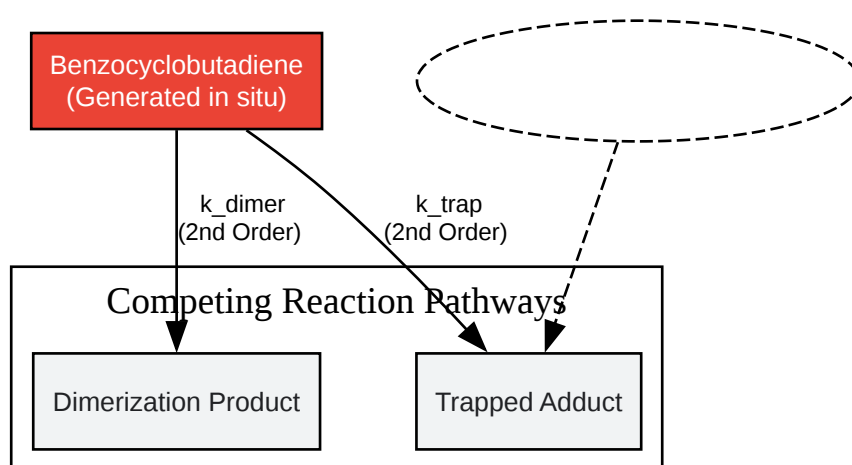 Benzocyclobutadiene
(Generated in situ)
k_dimer
(2nd Order)
k_trap
(2nd Order)
Competing Reaction Pathways
Dimerization Product
Trapped Adduct